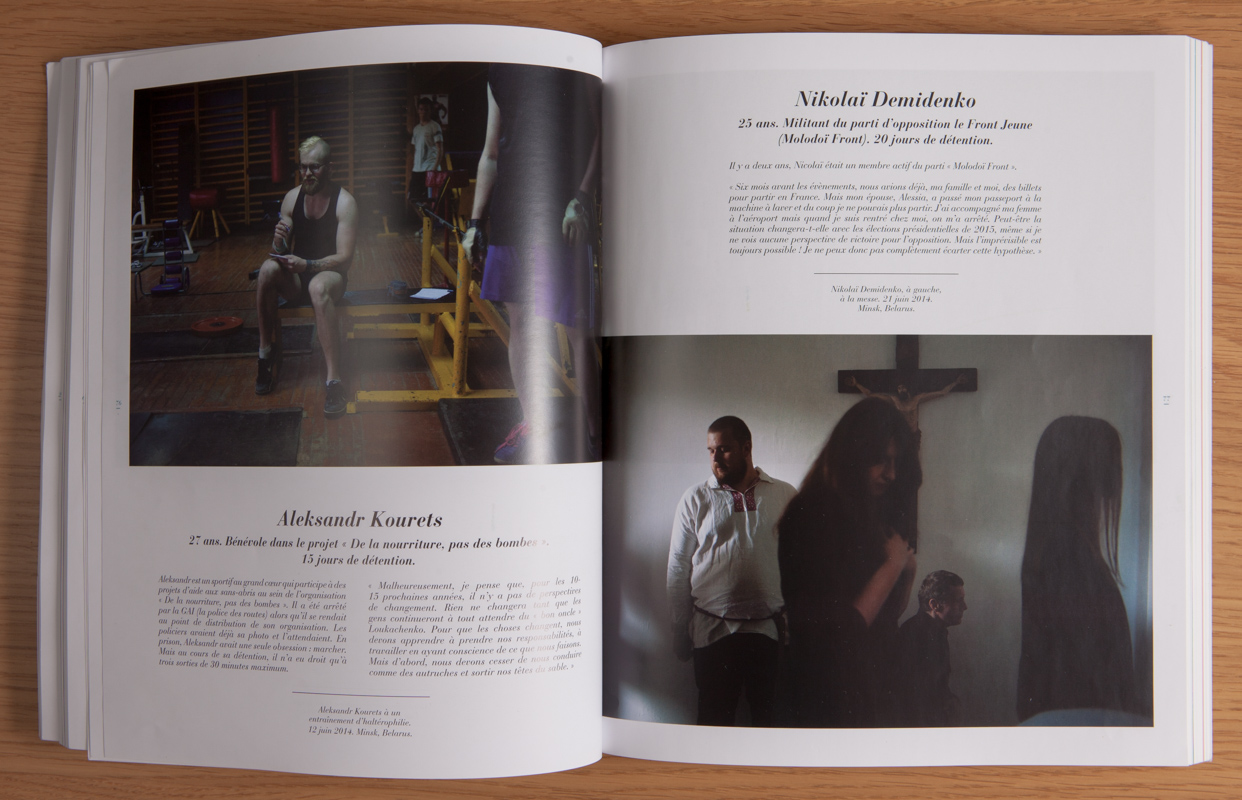 Aleksandr Kourets
27 ans. Bénévole dans le projet « De la nourriture, pas des bombes ».
15 jours de détention.
Aleksandr est un sportif au grand cœur qui participe à des
projets d'aide aux sans-abris au sein de l'organisation
« De la nourriture, pas des bombes ». Il a été arrêté
par la GAI (la police des routes) alors qu'il se rendait
au point de distribution de son organisation. Les
policiers avaient déjà sa photo et l'attendaient. En
prison, Aleksandr avait une seule obsession : marcher.
Mais au cours de sa détention, il n'a eu droit qu'à
trois sorties de 30 minutes maximum.
« Malheureusement, je pense que, pour les 10-
15 prochaines années, il n'y a pas de perspectives
de changement. Rien ne changera tant que les
gens continueront à tout attendre du « bon oncle »
Loukachenko. Pour que les choses changent, nous
devons apprendre à prendre nos responsabilités, à
travailler en ayant conscience de ce que nous faisons.
Mais d'abord, nous devons cesser de nous conduire
comme des autruches et sortir nos têtes du sable. »
Aleksandr Kourets à un
entraînement d'haltérophilie.
12 juin 2014. Minsk, Belarus.
Nikolaï Demidenko
25 ans. Militant du parti d'opposition le Front Jeune
(Molodoï Front). 20 jours de détention.
Il y a deux ans, Nicolaï était un membre actif du parti « Molodoï Front ».
« Six mois avant les évènements, nous avions déjà, ma famille et moi, des billets
pour partir en France. Mais mon épouse, Alessia, a passé mon passeport à la
machine à laver et du coup je ne pouvais plus partir. J'ai accompagné ma femme
à l'aéroport mais quand je suis rentré chez moi, on m'a arrêté. Peut-être la
situation changera-t-elle avec les élections présidentielles de 2015, même si je
ne vois aucune perspective de victoire pour l'opposition. Mais l'imprévisible est
toujours possible ! Je ne peux donc pas complètement écarter cette hypothèse. »
Nikolaï Demidenko, à gauche,
à la messe. 21 juin 2014.
Minsk, Belarus.